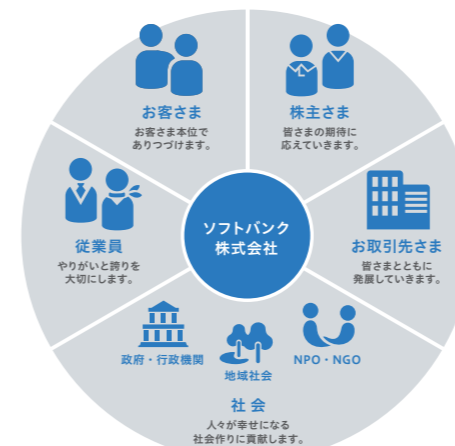 お客さま
お客さま本位で
ありつづけます。
株主さま
皆さまの期待に
応えていきます。
従業員
やりがいと誇りを
大切にします。
ソフトバンク
株式会社
お取引先さま
皆さまとともに
発展していきます。
政府・行政機関
地域社会
NPO・NGO
社会
人々が幸せになる
社会作りに貢献します。